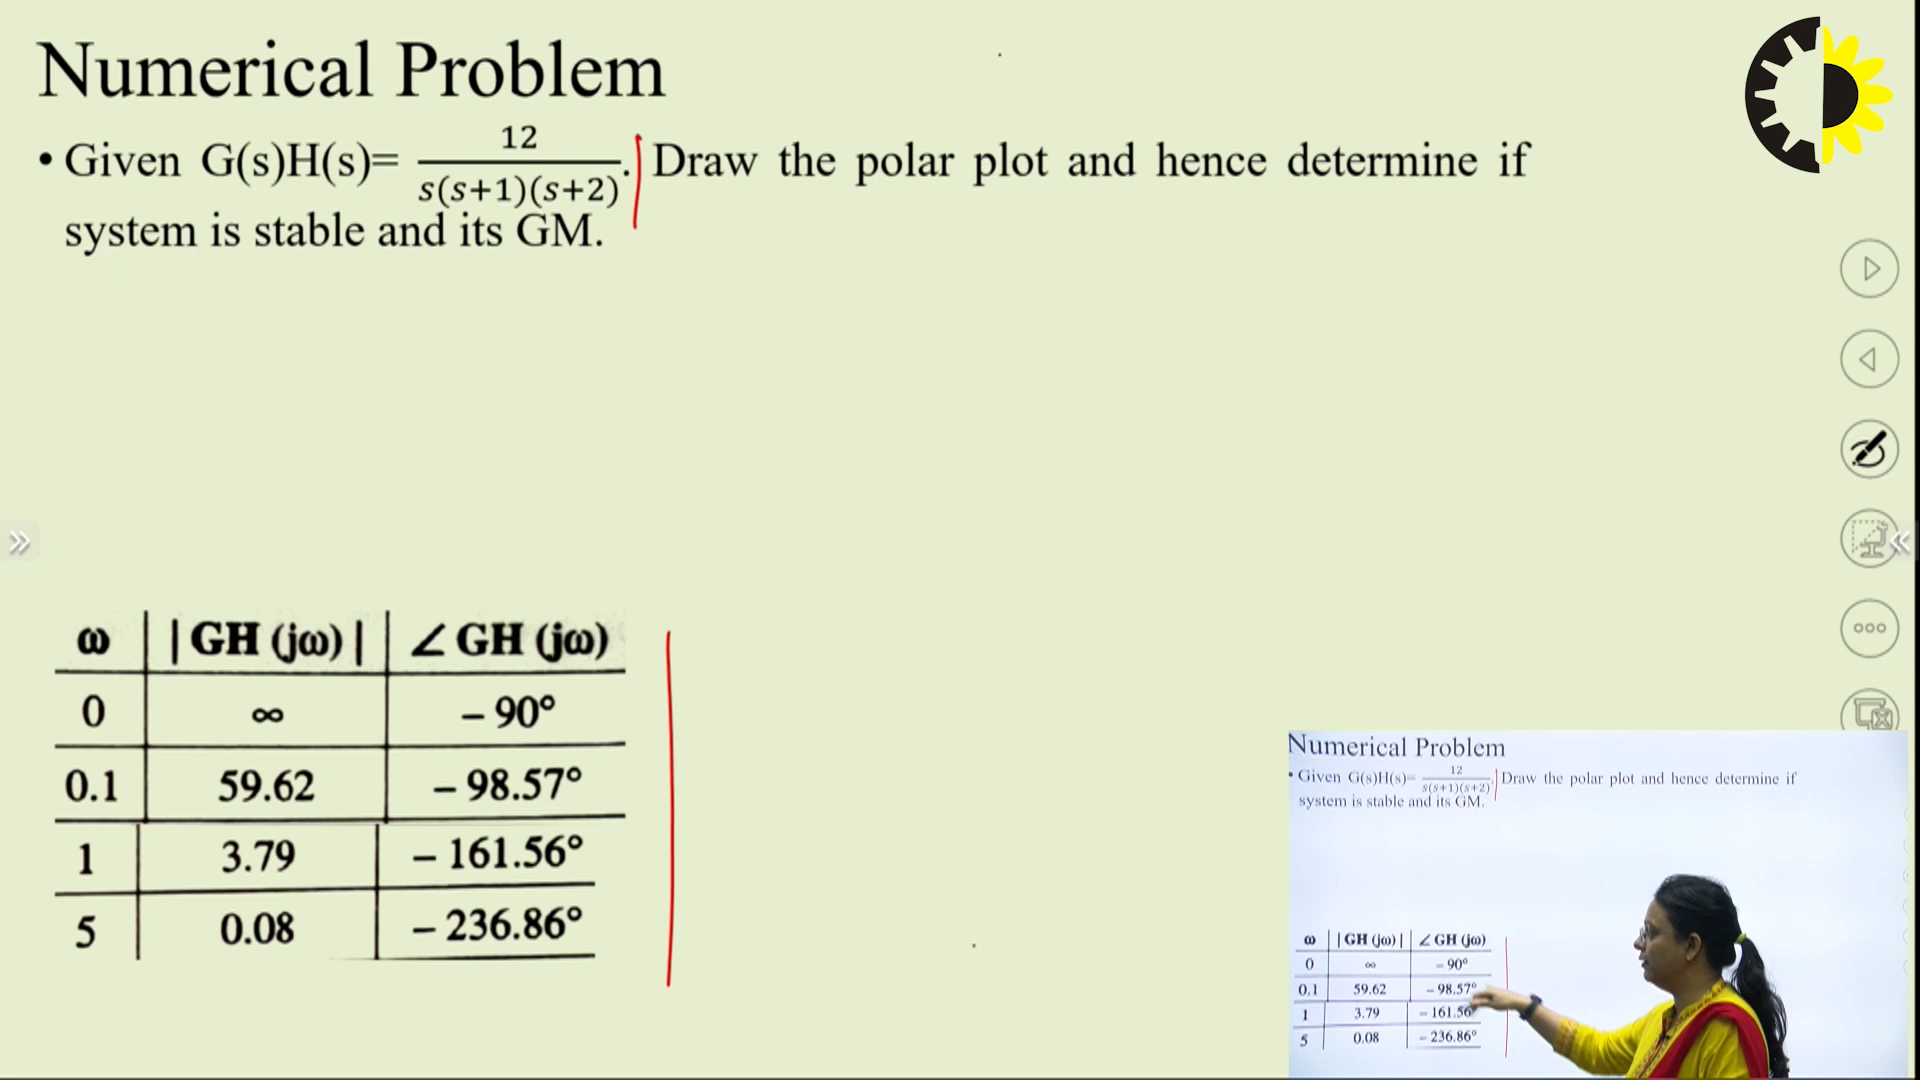 Numerical Problem
• Given G(s)H(s)= 12 / s(s+1)(s+2) . Draw the polar plot and hence determine if
system is stable and its GM.
ω | GH (jω) | ∠ GH (jω)
0 ∞ – 90°
0.1 59.62 – 98.57°
1 3.79 – 161.56°
5 0.08 – 236.86°
Numerical Problem
• Given G(s)H(s)= 12 / s(s+1)(s+2) . Draw the polar plot and hence determine if
system is stable and its GM.
ω | GH (jω) | ∠ GH (jω)
0 ∞ – 90°
0.1 59.62 – 98.57°
1 3.79 – 161.56°
5 0.08 – 236.86°